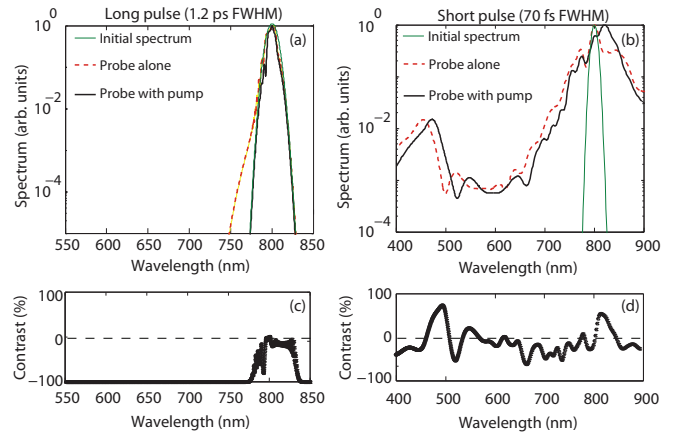 Long pulse (1.2 ps FWHM)
Short pulse (70 fs FWHM)
Spectrum (arb. units)
10^0
10^-2
10^-4
(a)
Initial spectrum
Probe alone
Probe with pump
550 600 650 700 750 800 850
Wavelength (nm)
Spectrum (arb. units)
10^0
10^-2
10^-4
(b)
Initial spectrum
Probe alone
Probe with pump
400 500 600 700 800 900
Wavelength (nm)
Contrast (%)
100
0
−100
(c)
550 600 650 700 750 800 850
Wavelength (nm)
Contrast (%)
100
0
−100
(d)
400 500 600 700 800 900
Wavelength (nm)